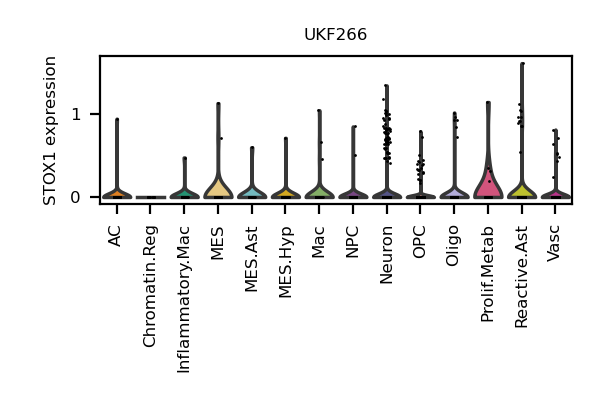 UKF266
STOX1 expression
1
0
AC
Chromatin.Reg
Inflammatory.Mac
MES
MES.Ast
MES.Hyp
Mac
NPC
Neuron
OPC
Oligo
Prolif.Metab
Reactive.Ast
Vasc